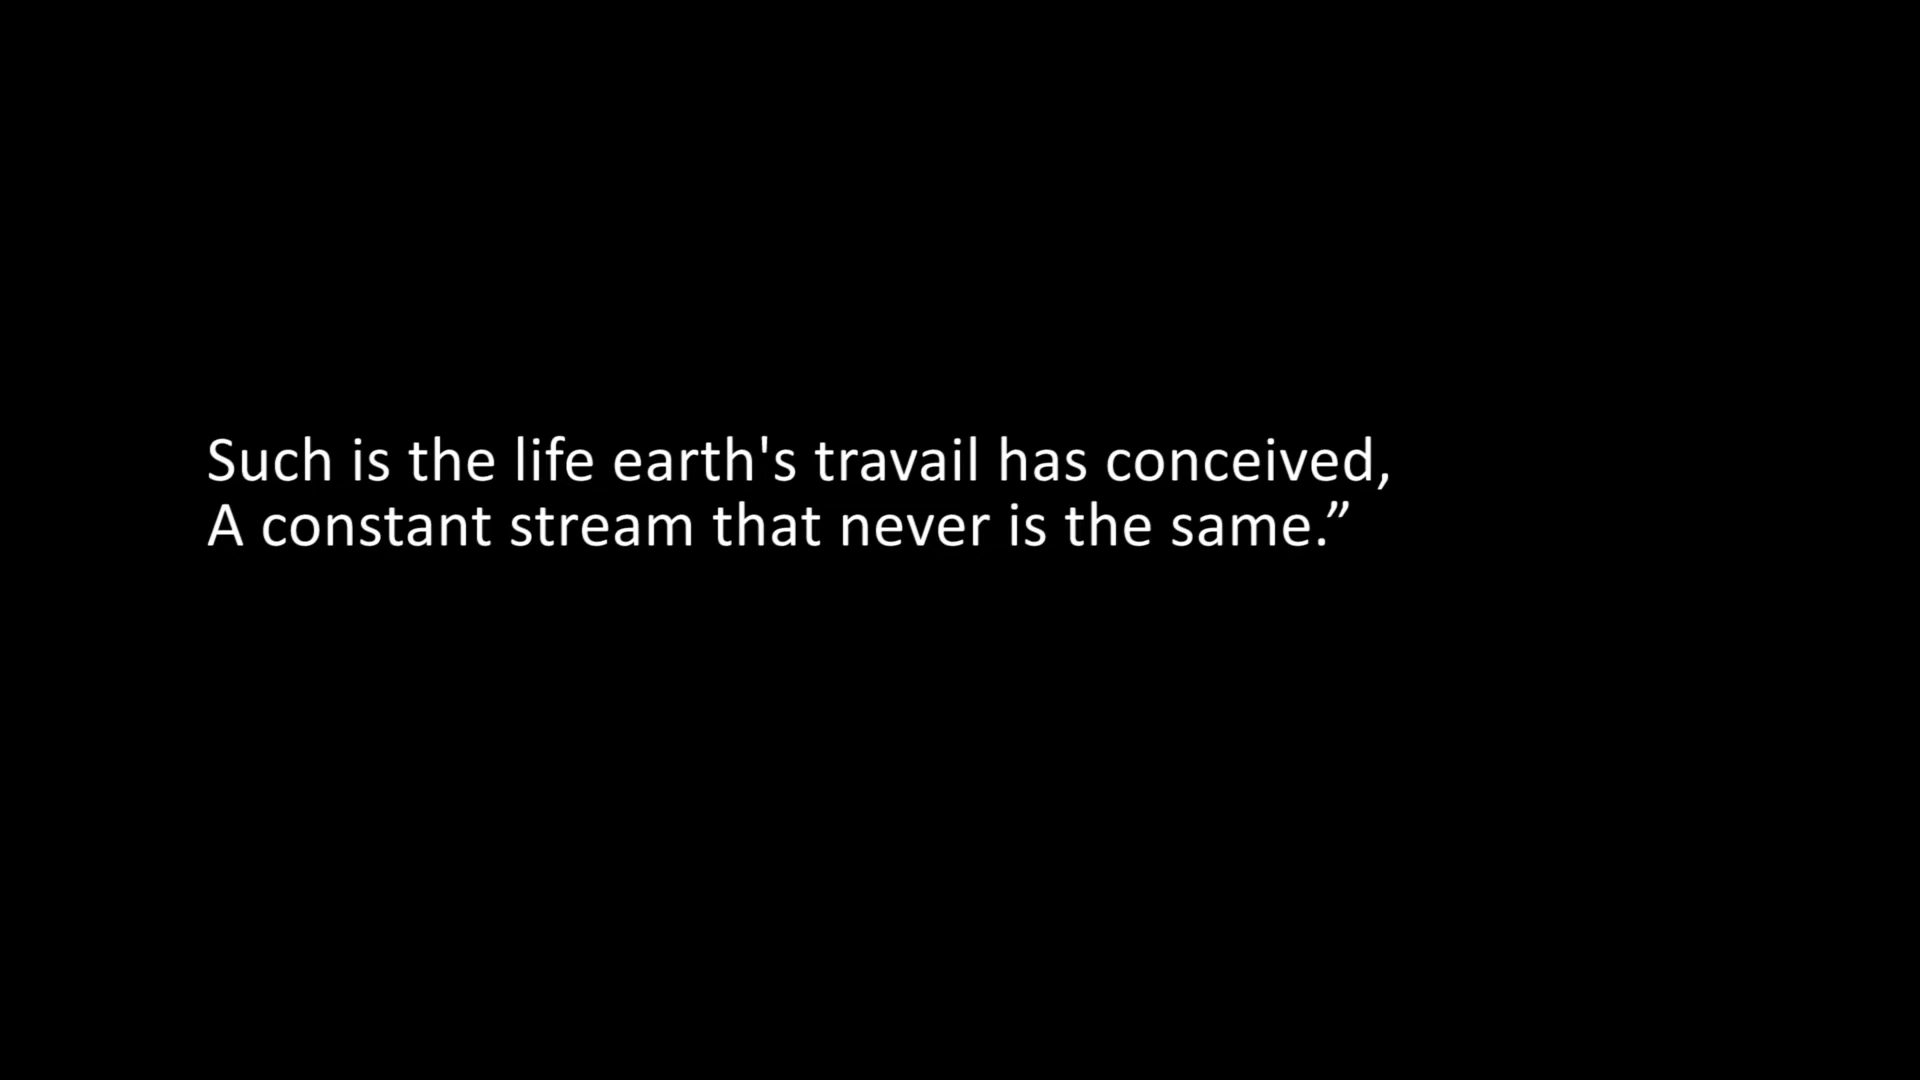 Such is the life earth's travail has conceived,
A constant stream that never is the same.”